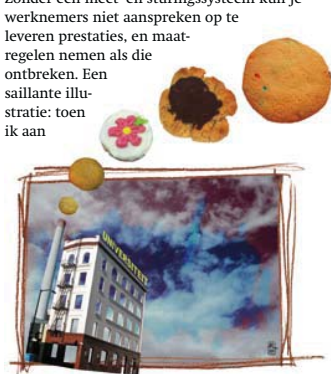 Zonder een meet- en sturingssysteem kun je
werknemers niet aanspreken op te
leveren prestaties, en maat-
regelen nemen als die
ontbreken. Een
saillante illu-
stratie: toen
ik aan
UNIVERSITEIT